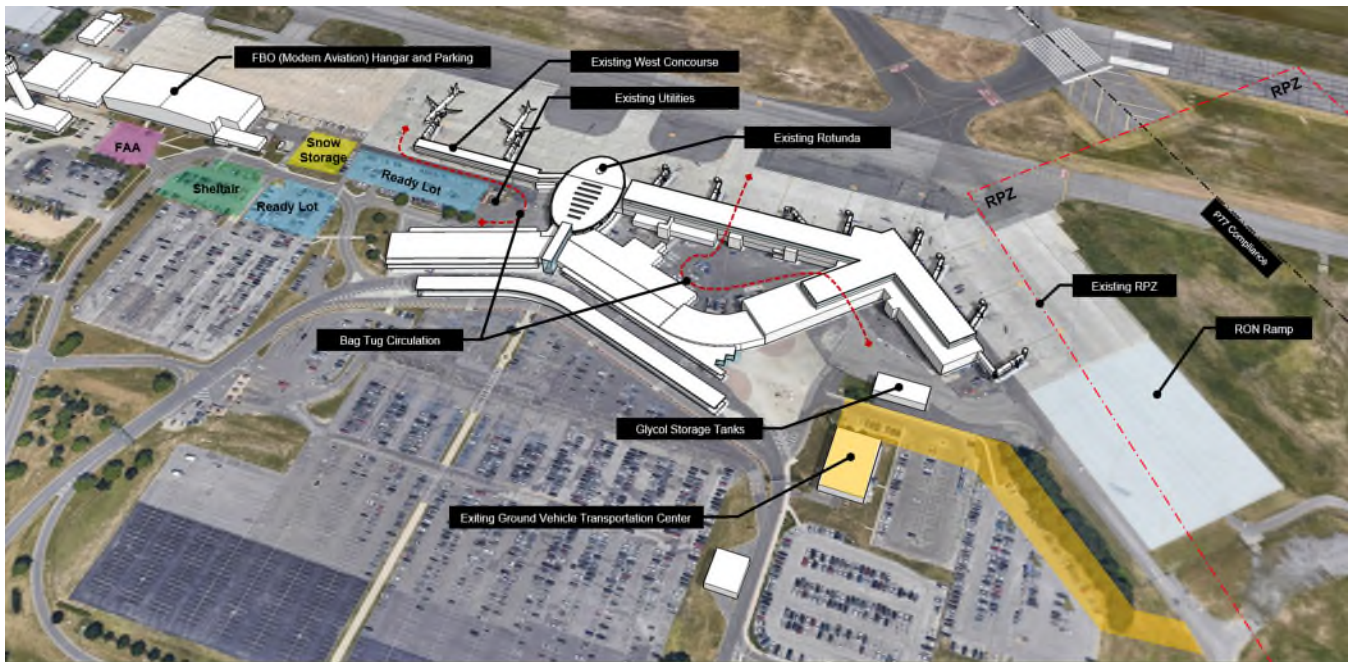 FBO (Modern Aviation) Hangar and Parking
Existing West Concourse
Existing Utilities
Existing Rotunda
RPZ
FAA
Snow
Storage
Ready Lot
Sheltair
Ready Lot
RPZ
P77 Compliance
Existing RPZ
RON Ramp
Bag Tug Circulation
Glycol Storage Tanks
Exiting Ground Vehicle Transportation Center